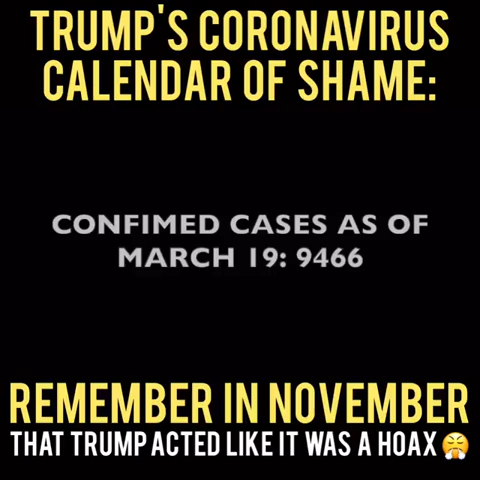 TRUMP'S CORONAVIRUS
CALENDAR OF SHAME:
CONFIMED CASES AS OF
MARCH 19: 9466
REMEMBER IN NOVEMBER
THAT TRUMP ACTED LIKE IT WAS A HOAX 😤